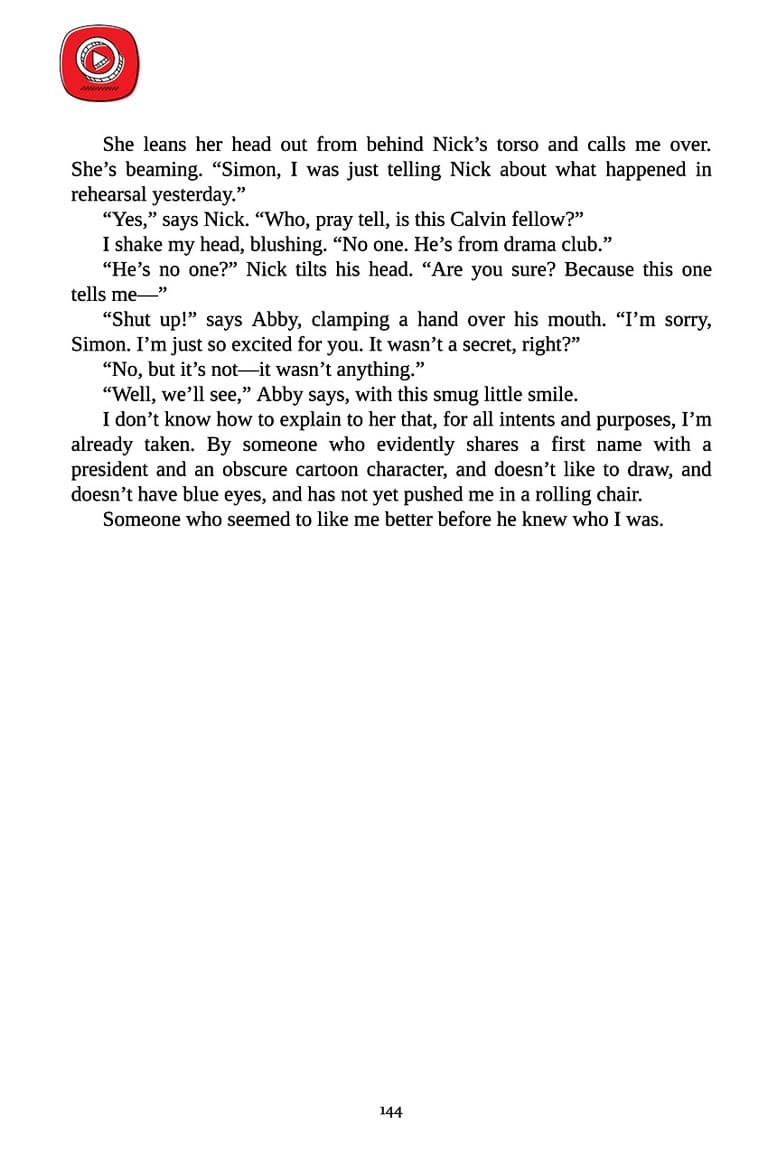 She leans her head out from behind Nick’s torso and calls me over.
She’s beaming. “Simon, I was just telling Nick about what happened in
rehearsal yesterday.”
“Yes,” says Nick. “Who, pray tell, is this Calvin fellow?”
I shake my head, blushing. “No one. He’s from drama club.”
“He’s no one?” Nick tilts his head. “Are you sure? Because this one
tells me—”
“Shut up!” says Abby, clamping a hand over his mouth. “I’m sorry,
Simon. I’m just so excited for you. It wasn’t a secret, right?”
“No, but it’s not—it wasn’t anything.”
“Well, we’ll see,” Abby says, with this smug little smile.
I don’t know how to explain to her that, for all intents and purposes, I’m
already taken. By someone who evidently shares a first name with a
president and an obscure cartoon character, and doesn’t like to draw, and
doesn’t have blue eyes, and has not yet pushed me in a rolling chair.
Someone who seemed to like me better before he knew who I was.
144